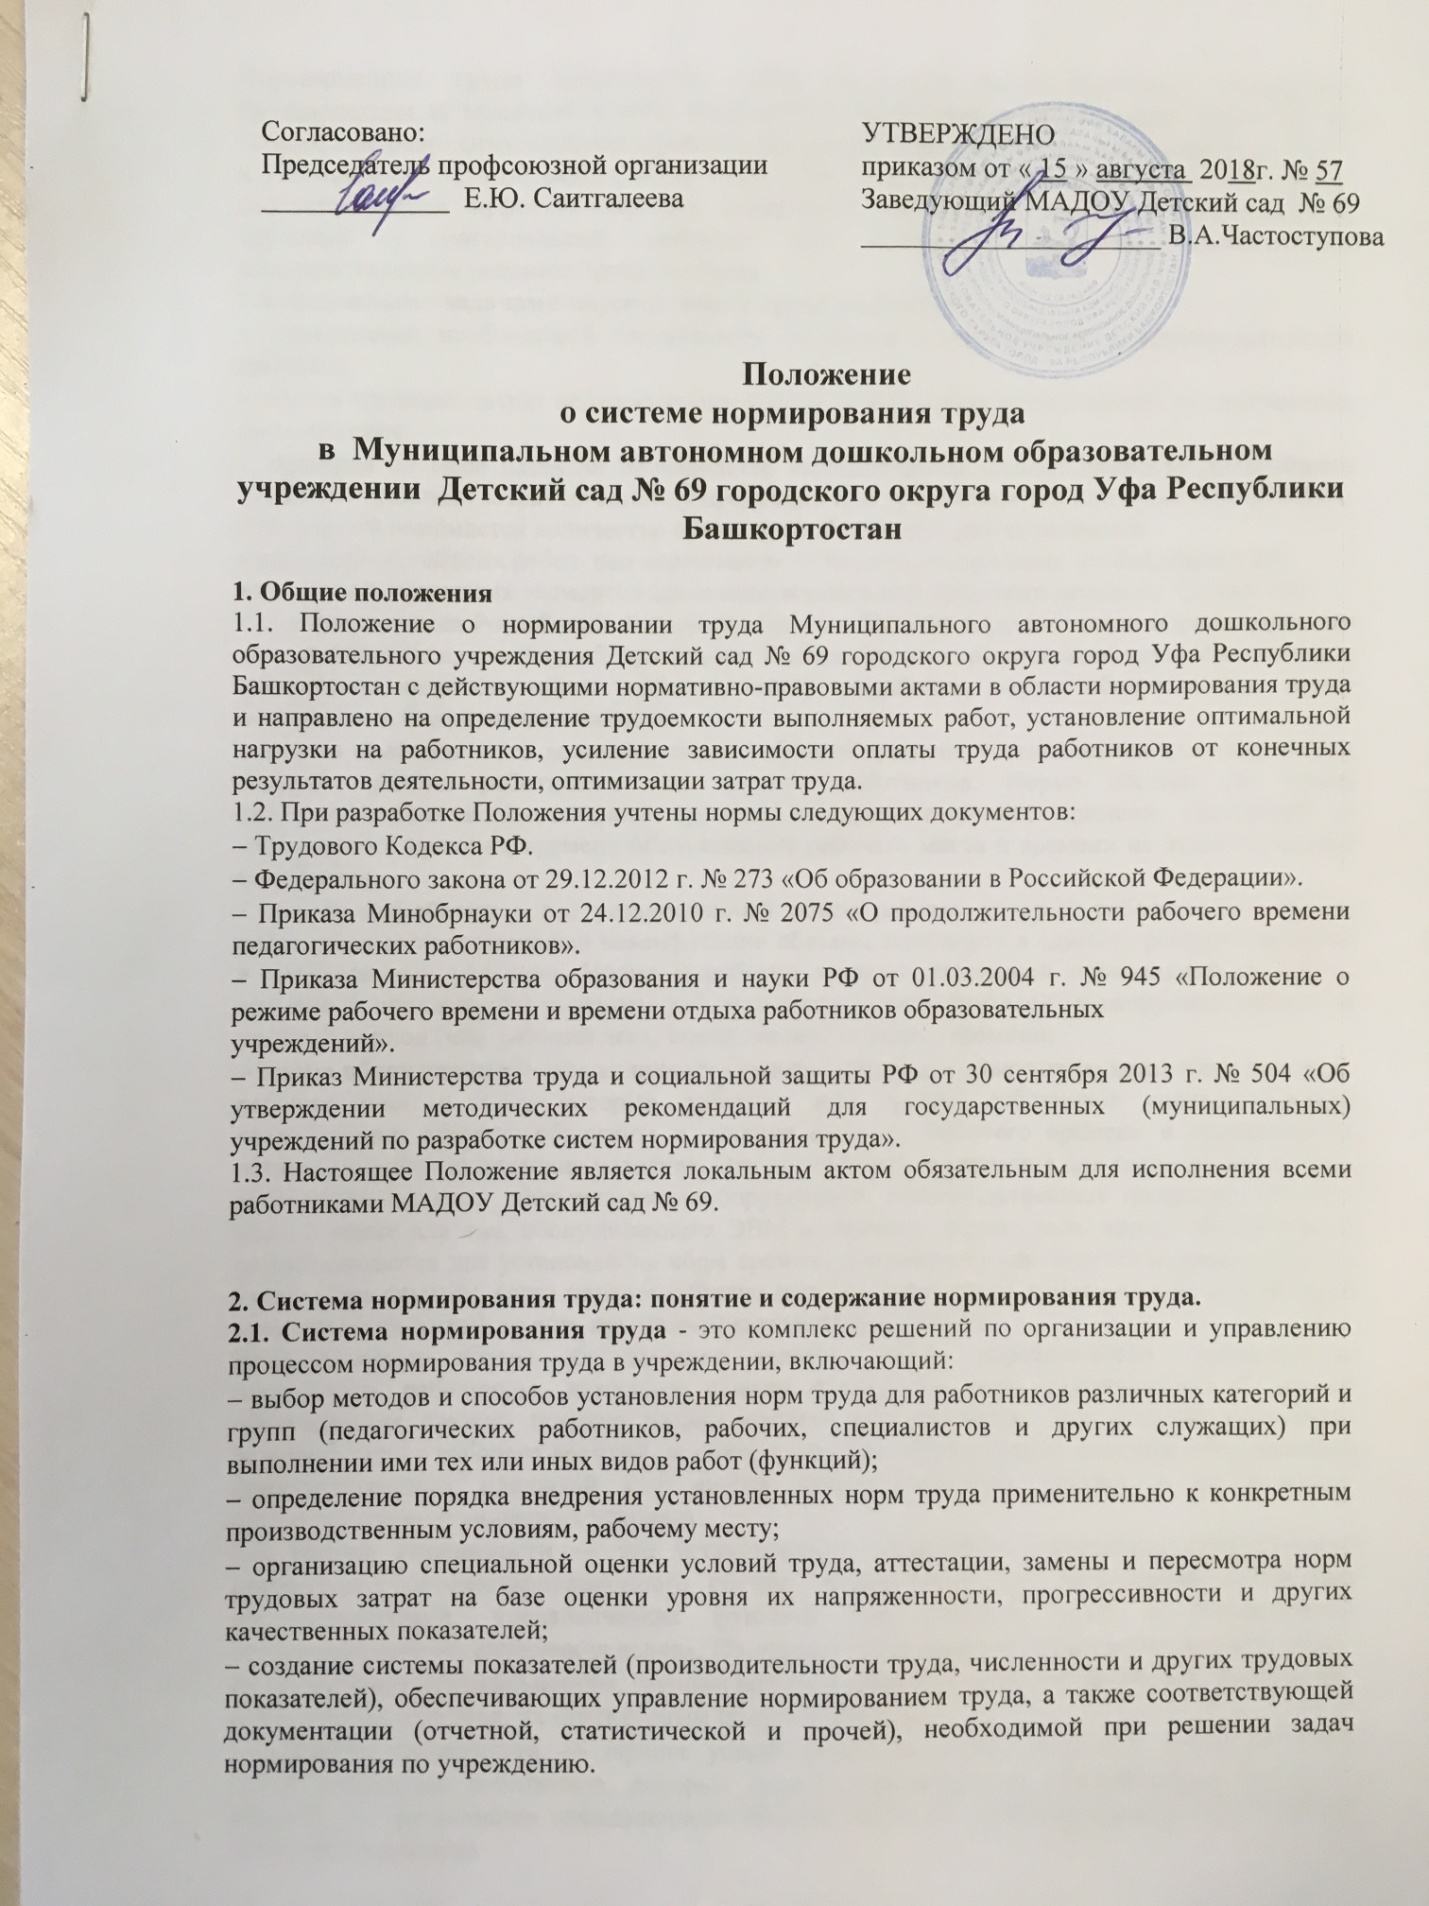 Согласовано:
Председатель профсоюзной организации
______________ Е.Ю. Саитгалеева
УТВЕРЖДЕНО
приказом от « 15 » августа 2018г. № 57
Заведующий МАДОУ Детский сад № 69
______________________ В.А.Частоступова
Положение
о системе нормирования труда
в Муниципальном автономном дошкольном образовательном
учреждении Детский сад № 69 городского округа город Уфа Республики
Башкортостан
1. Общие положения
1.1. Положение о нормировании труда Муниципального автономного дошкольного
образовательного учреждения Детский сад № 69 городского округа город Уфа Республики
Башкортостан с действующими нормативно-правовыми актами в области нормирования труда
и направлено на определение трудоемкости выполняемых работ, установление оптимальной
нагрузки на работников, усиление зависимости оплаты труда работников от конечных
результатов деятельности, оптимизации затрат труда.
1.2. При разработке Положения учтены нормы следующих документов:
– Трудового Кодекса РФ.
– Федерального закона от 29.12.2012 г. № 273 «Об образовании в Российской Федерации».
– Приказа Минобрнауки от 24.12.2010 г. № 2075 «О продолжительности рабочего времени
педагогических работников».
– Приказа Министерства образования и науки РФ от 01.03.2004 г. № 945 «Положение о
режиме рабочего времени и времени отдыха работников образовательных
учреждений».
– Приказ Министерства труда и социальной защиты РФ от 30 сентября 2013 г. № 504 «Об
утверждении методических рекомендаций для государственных (муниципальных)
учреждений по разработке систем нормирования труда».
1.3. Настоящее Положение является локальным актом обязательным для исполнения всеми
работниками МАДОУ Детский сад № 69.
2. Система нормирования труда: понятие и содержание нормирования труда.
2.1. Система нормирования труда - это комплекс решений по организации и управлению
процессом нормирования труда в учреждении, включающий:
– выбор методов и способов установления норм труда для работников различных категорий и
групп (педагогических работников, рабочих, специалистов и других служащих) при
выполнении ими тех или иных видов работ (функций);
– определение порядка внедрения установленных норм труда применительно к конкретным
производственным условиям, рабочему месту;
– организацию специальной оценки условий труда, аттестации, замены и пересмотра норм
трудовых затрат на базе оценки уровня их напряженности, прогрессивности и других
качественных показателей;
– создание системы показателей (производительности труда, численности и других трудовых
показателей), обеспечивающих управление нормированием труда, а также соответствующей
документации (отчетной, статистической и прочей), необходимой при решении задач
нормирования по учреждению.